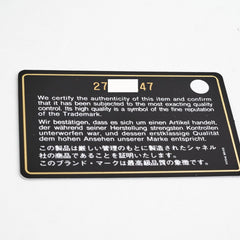 27 47
We certify the authenticity of this item and confirm
that it has been subjected to the most exacting quality
control. Its high quality is a symbol of the fine reputation
of the Trademark.
Wir bestätigen, dass es sich um einen Artikel handelt,
der während seiner Herstellung strengsten Kontrollen
unterworfen war, und dessen erstklassige Qualität
dem hohen Ansehen unserer Marke entspricht.
この製品は厳しい管理のもとに製造されたシャネル
社の商品であることを証明いたします。
このブランド・マークは最高級品質の象徴です。